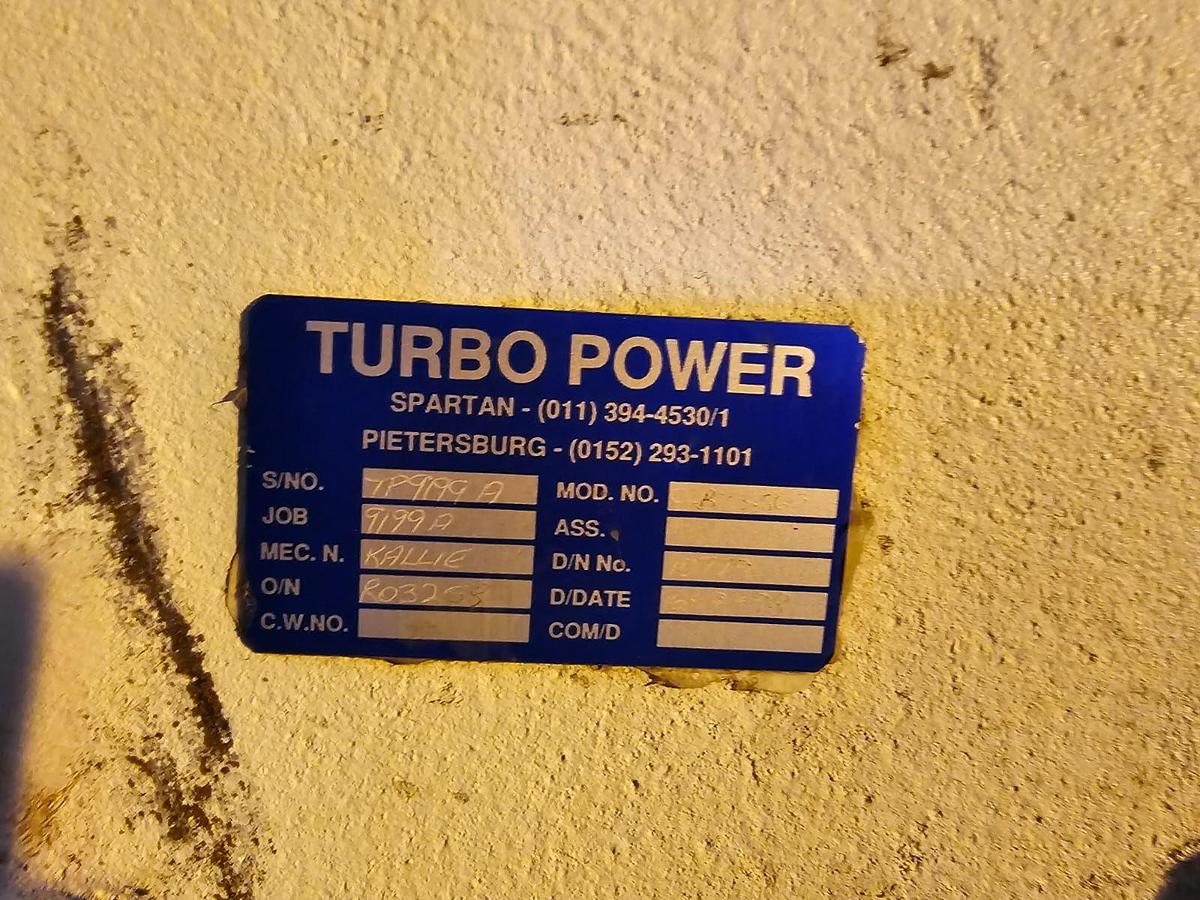 TURBO POWER
SPARTAN - (011) 394-4530/1
PIETERSBURG - (0152) 293-1101
S/NO. TP9199 A MOD. NO.
JOB 9199A ASS.
MEC. N. KALLIE D/N No.
O/N D/DATE
C.W.NO. COM/D